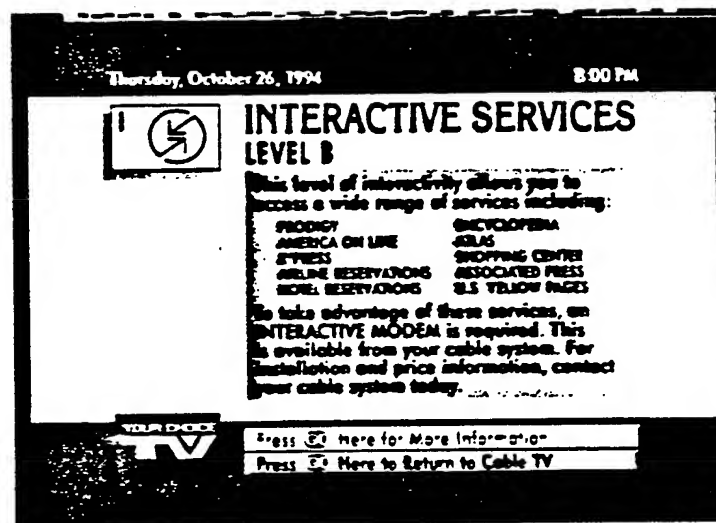 Thursday, October 26, 1994 8:00 PM
INTERACTIVE SERVICES
LEVEL B
This level of interactivity allows you to
access a wide range of services including:
PRODIGY ENCYCLOPEDIA
AMERICA ON LINE ATLAS
X*PRESS SHOPPING CENTER
AIRLINE RESERVATIONS ASSOCIATED PRESS
HOTEL RESERVATIONS U.S YELLOW PAGES
To take advantage of these services, an
INTERACTIVE MODEM is required. This
is available from your cable system. For
installation and price information, contact
your cable system today.
YOUR CHOICE
TV
Press Here for More Information
Press Here to Return to Cable TV